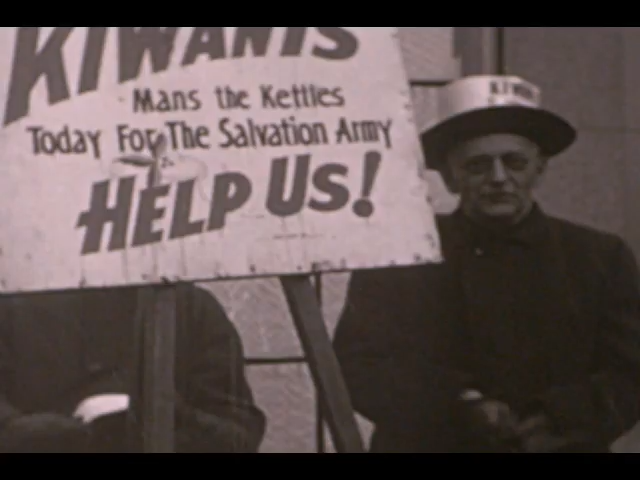 KIWANIS
Mans the Kettles
Today For The Salvation Army
HELP US!